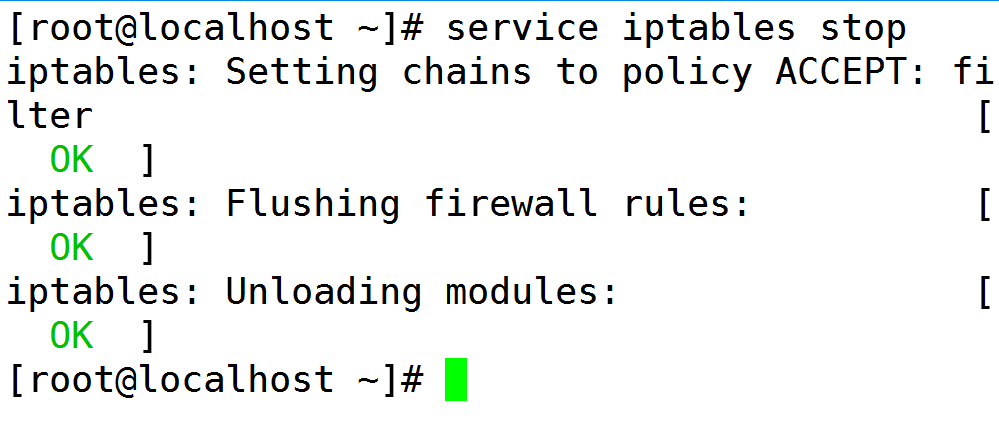 [root@localhost ~]# service iptables stop
iptables: Setting chains to policy ACCEPT: fi
lter                                        [
  OK  ]
iptables: Flushing firewall rules:          [
  OK  ]
iptables: Unloading modules:                [
  OK  ]
[root@localhost ~]#